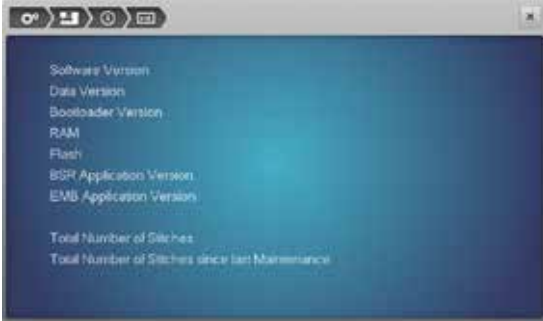 Software Version
Data Version
Bootloader Version
RAM
Flash
BSR Application Version
EMB Application Version
Total Number of Stitches
Total Number of Stitches since last Maintenance